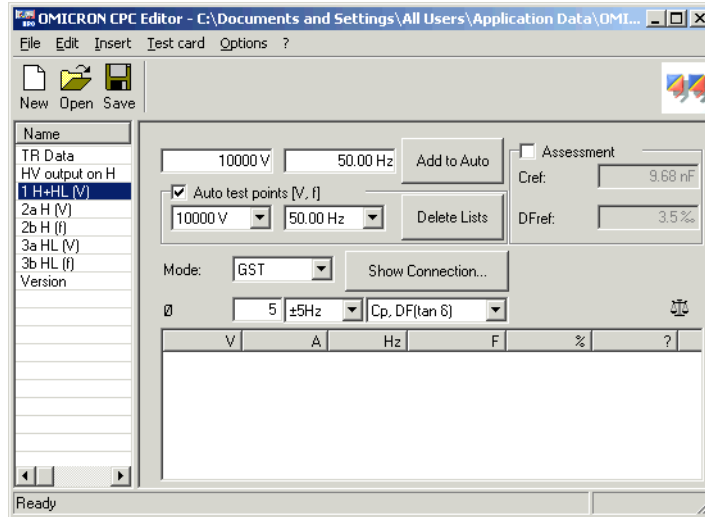 OMICRON CPC Editor - C:\Documents and Settings\All Users\Application Data\OMI...
File Edit Insert Test card Options ?
New Open Save
Name
TR Data
HV output on H
1 H+HL (V)
2a H (V)
2b H (f)
3a HL (V)
3b HL (f)
Version
10000 V 50.00 Hz Add to Auto
Auto test points [V, f]
10000 V 50.00 Hz Delete Lists
Assessment
Cref: 9.68 nF
DFref: 3.5‰
Mode: GST Show Connection...
Ø 5 ±5Hz Cp, DF(tan δ)
V A Hz F % ?
Ready